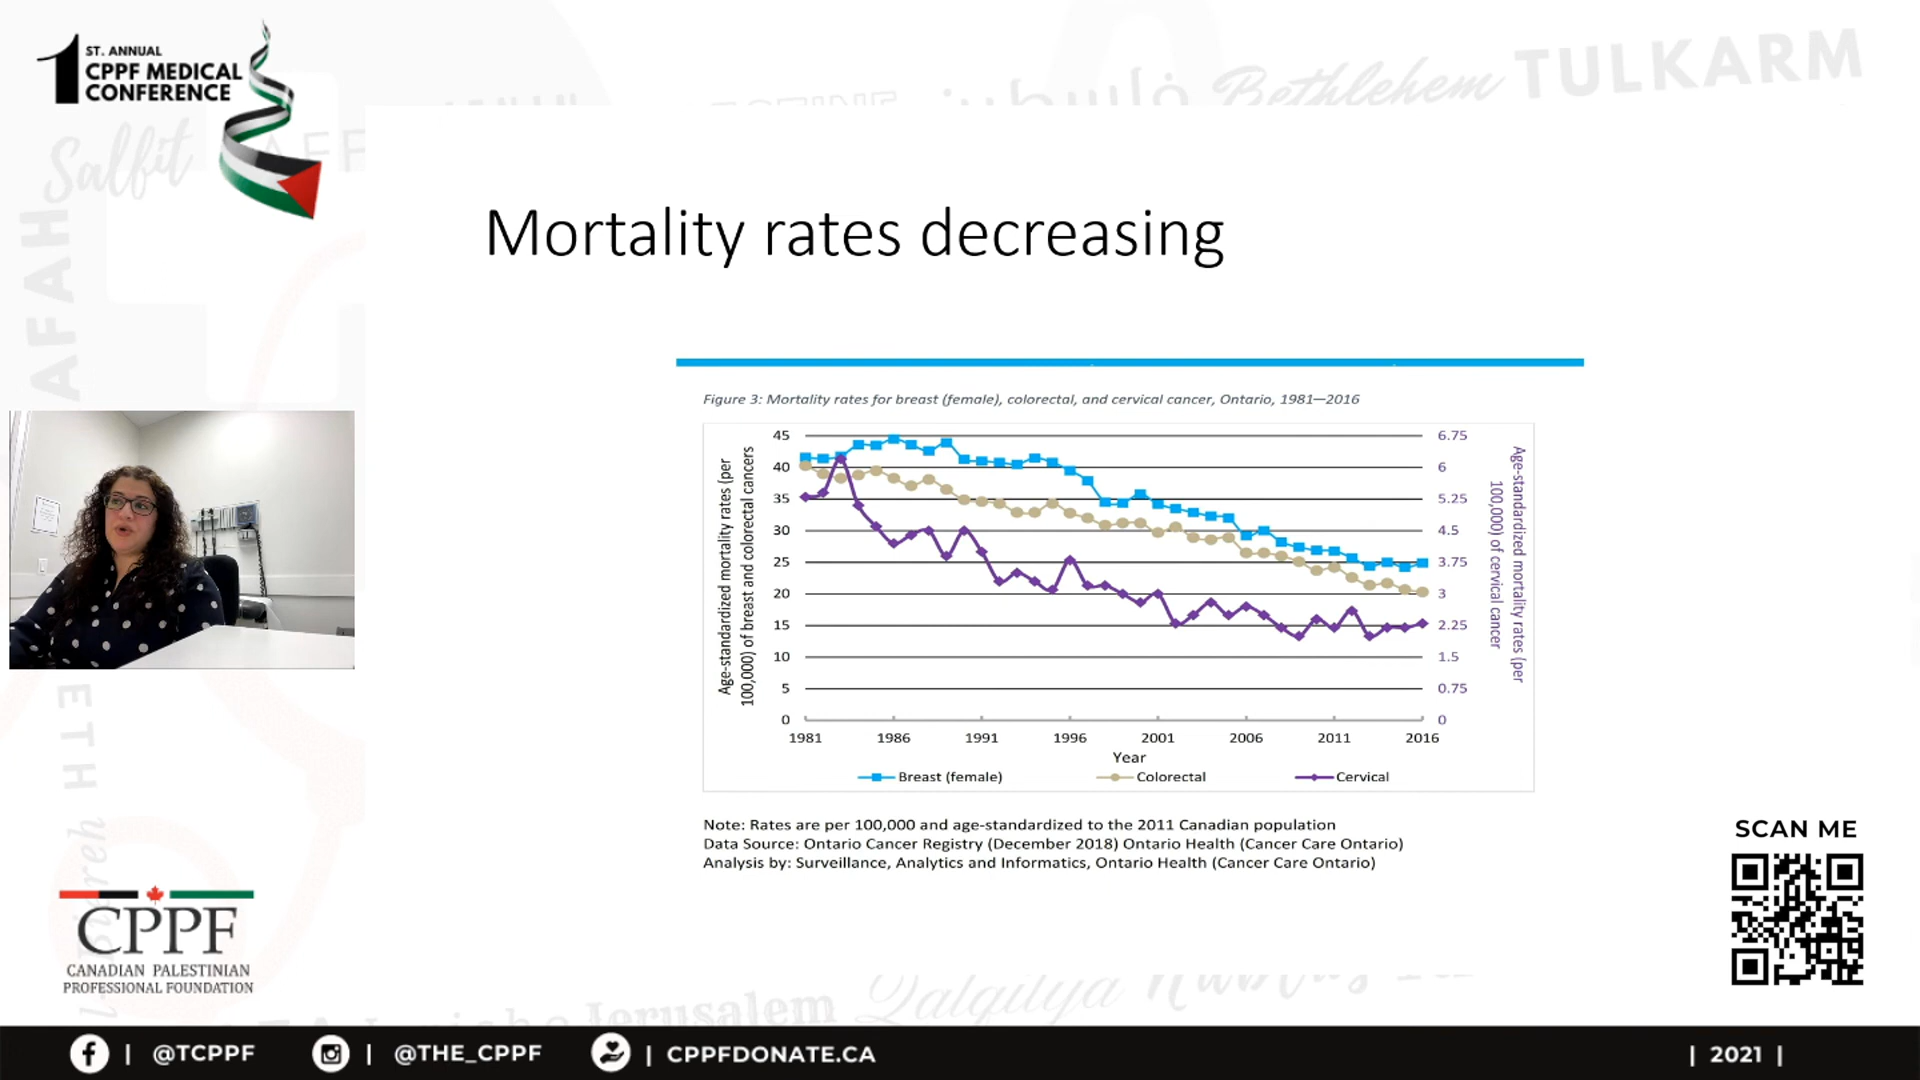 ST. ANNUAL
1 CPPF MEDICAL
CONFERENCE
Bethlehem TULKARM
Salfit
AFAH
Mortality rates decreasing
Figure 3: Mortality rates for breast (female), colorectal, and cervical cancer, Ontario, 1981—2016
Age-standardized mortality rates (per
100,000) of breast and colorectal cancers
45
40
35
30
25
20
15
10
5
0
6.75
6
5.25
4.5
3.75
3
2.25
1.5
0.75
0
Age-standardized mortality rates (per
100,000) of cervical cancer
1981 1986 1991 1996 2001 2006 2011 2016
Year
Breast (female) Colorectal Cervical
Note: Rates are per 100,000 and age-standardized to the 2011 Canadian population
Data Source: Ontario Cancer Registry (December 2018) Ontario Health (Cancer Care Ontario)
Analysis by: Surveillance, Analytics and Informatics, Ontario Health (Cancer Care Ontario)
SCAN ME
CPPF
CANADIAN PALESTINIAN
PROFESSIONAL FOUNDATION
Jerusalem Qalqilya
| @TCPPF | @THE_CPPF | CPPFDONATE.CA | 2021 |